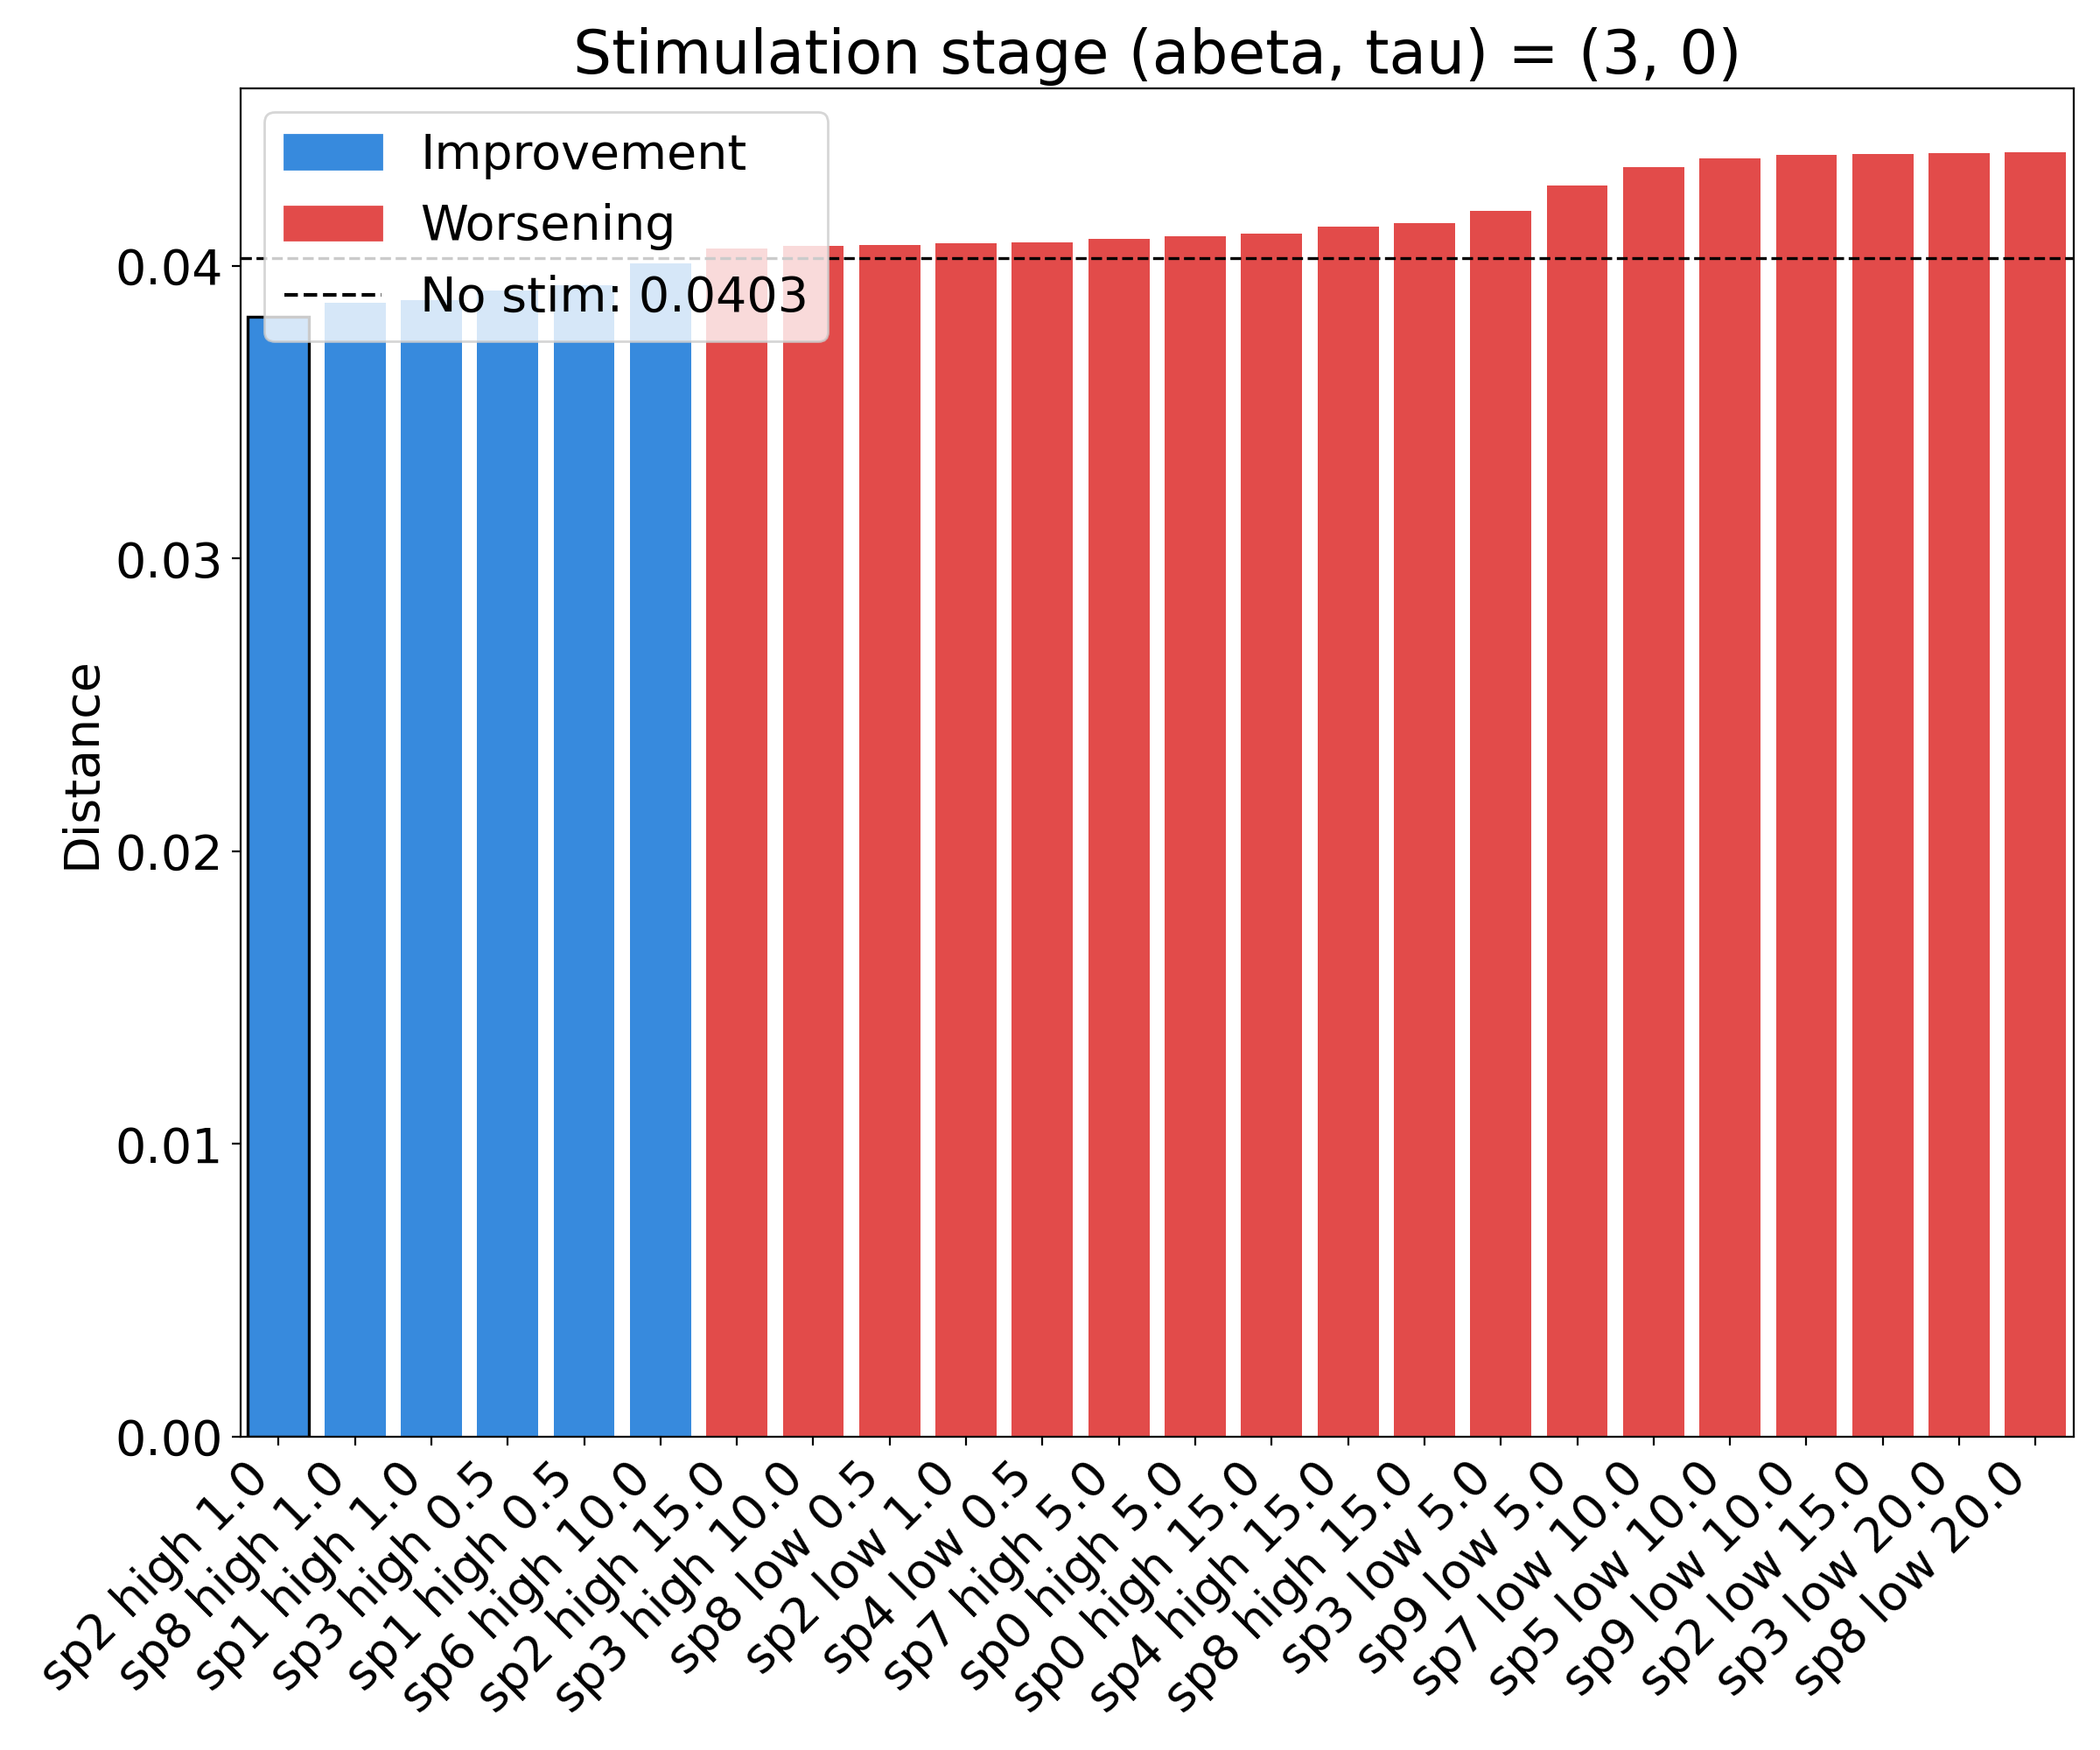 Stimulation stage (abeta, tau) = (3, 0)
Improvement
Worsening
No stim: 0.0403
Distance
0.04
0.03
0.02
0.01
0.00
sp2 high 1.0
sp8 high 1.0
sp1 high 1.0
sp3 high 0.5
sp1 high 0.5
sp6 high 10.0
sp2 high 15.0
sp3 high 10.0
sp8 low 0.5
sp2 low 1.0
sp4 low 0.5
sp7 high 5.0
sp0 high 5.0
sp0 high 15.0
sp4 high 15.0
sp8 high 15.0
sp3 low 5.0
sp9 low 5.0
sp7 low 10.0
sp5 low 10.0
sp9 low 10.0
sp2 low 15.0
sp3 low 20.0
sp8 low 20.0